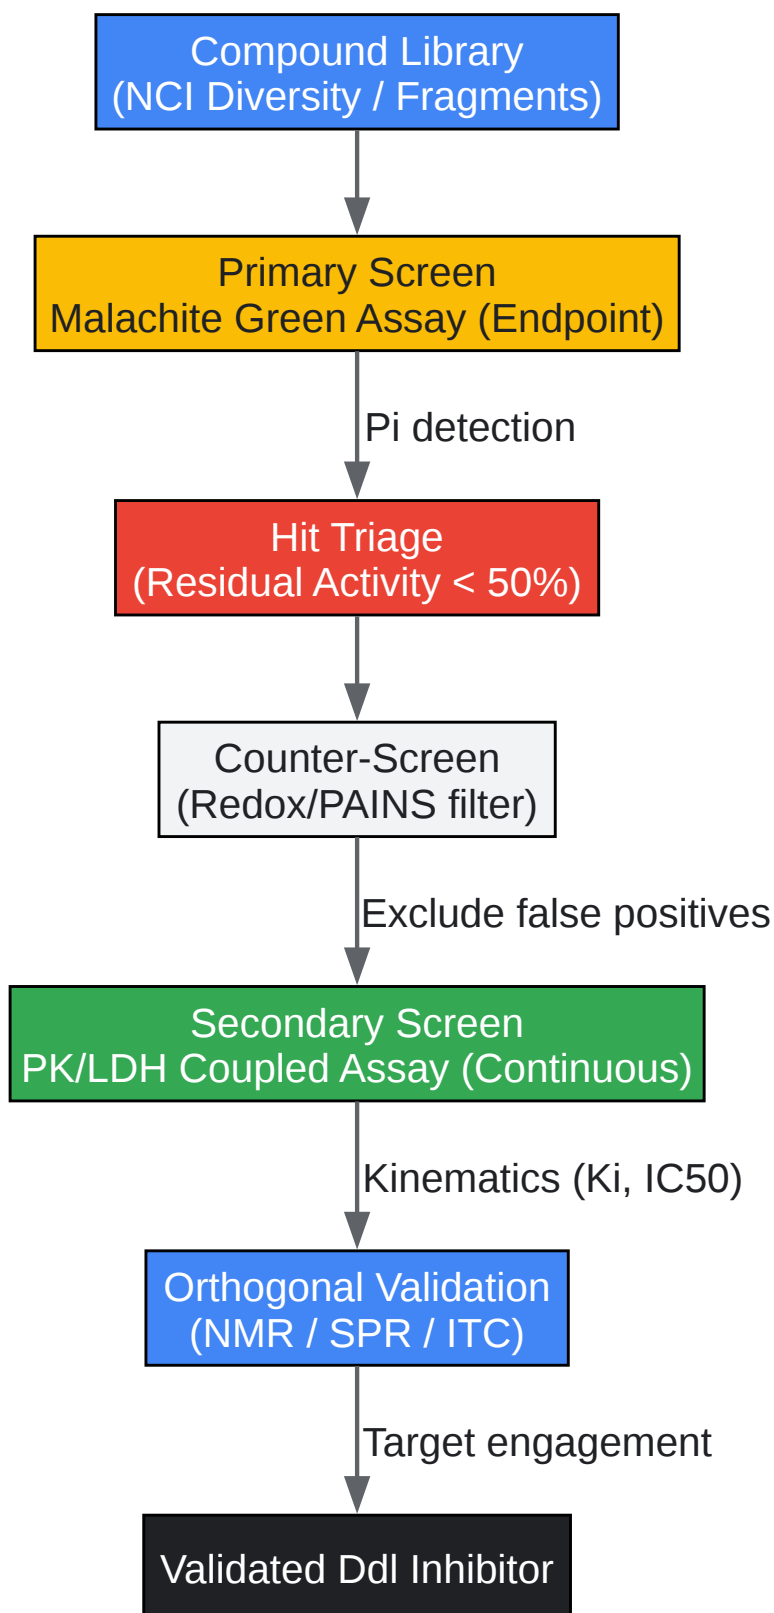 Compound Library
(NCI Diversity / Fragments)
Primary Screen
Malachite Green Assay (Endpoint)
Pi detection
Hit Triage
(Residual Activity < 50%)
Counter-Screen
(Redox/PAINS filter)
Exclude false positives
Secondary Screen
PK/LDH Coupled Assay (Continuous)
Kinematics (Ki, IC50)
Orthogonal Validation
(NMR / SPR / ITC)
Target engagement
Validated Ddl Inhibitor